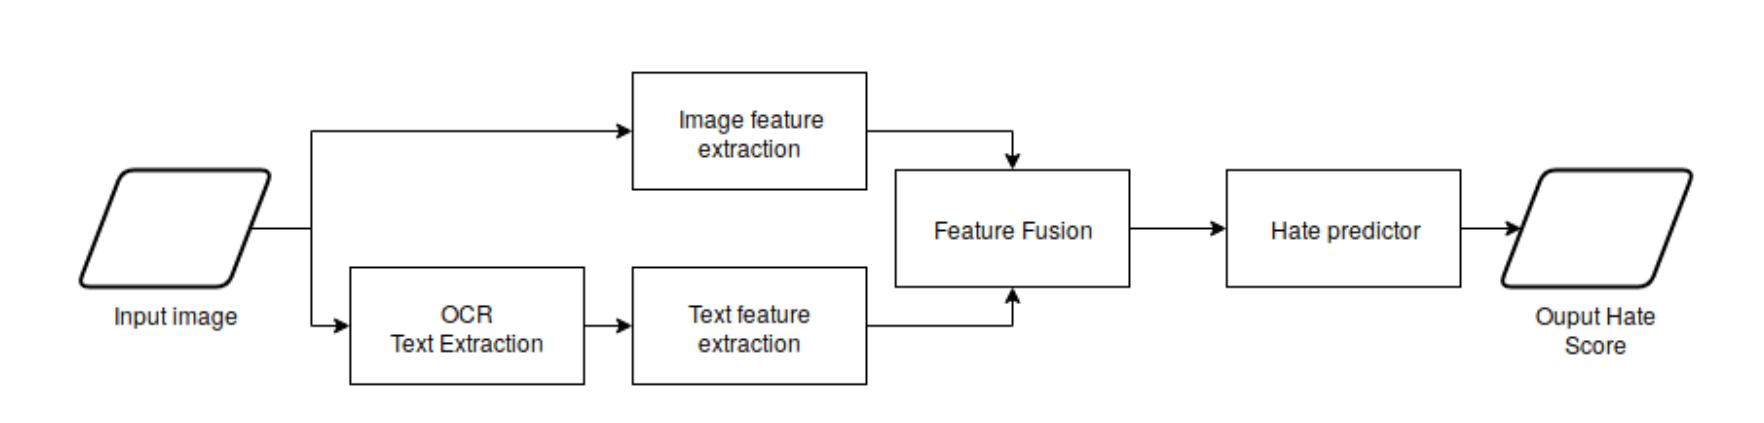 Image feature
extraction
Input image
OCR
Text Extraction
Text feature
extraction
Feature Fusion
Hate predictor
Ouput Hate
Score